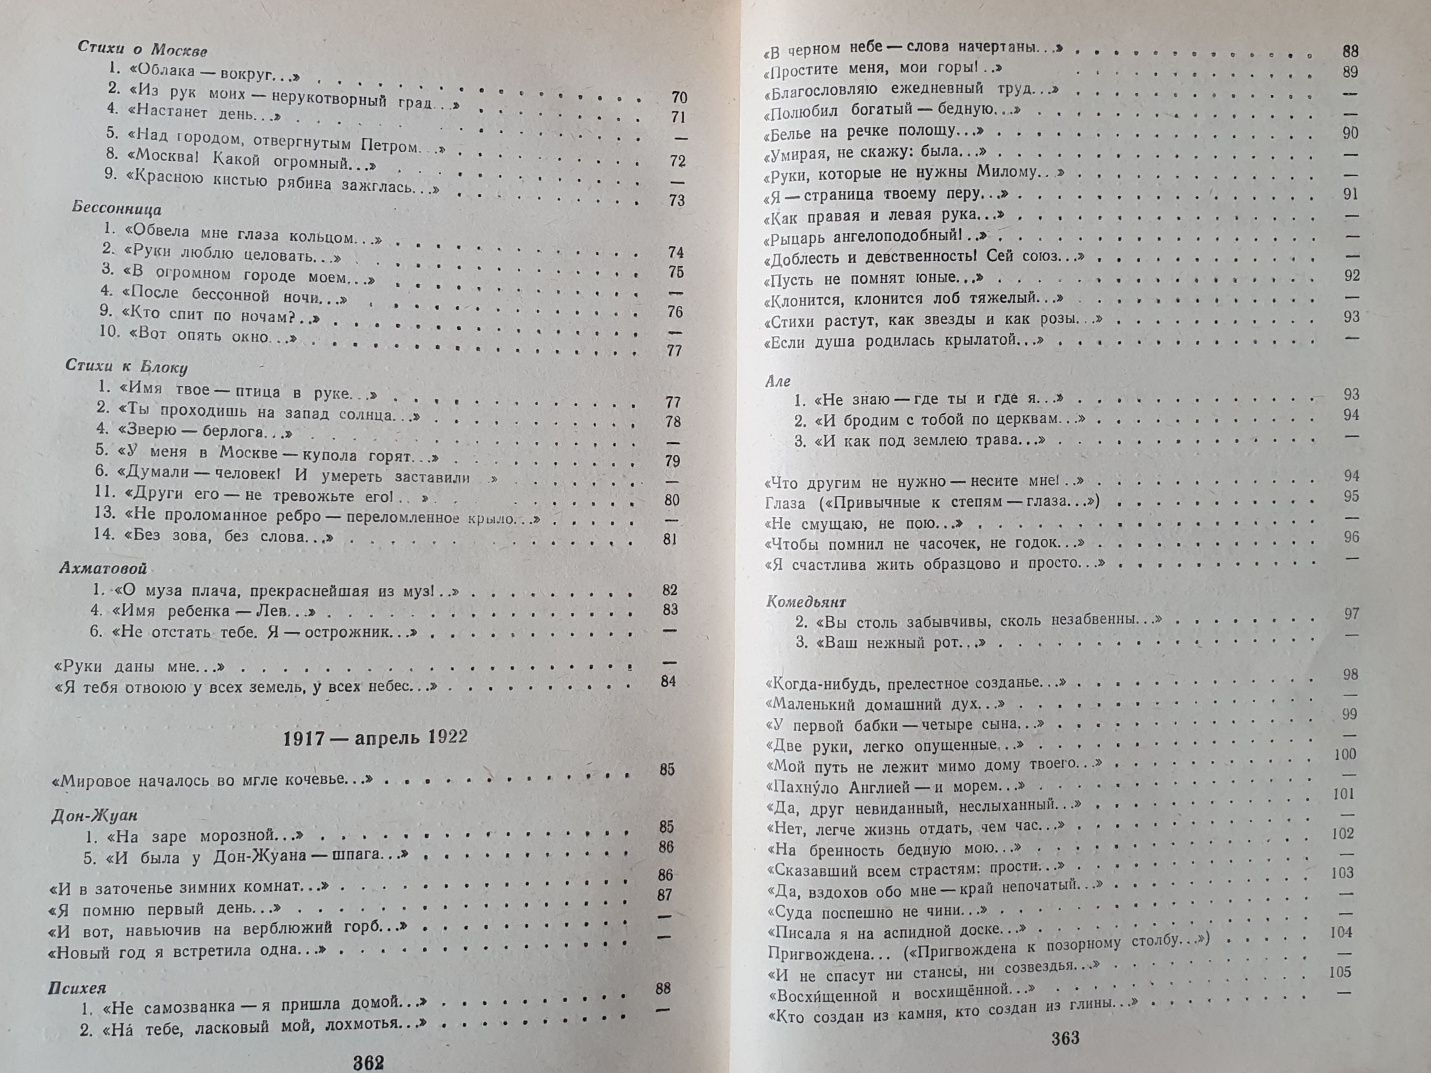 Стихи о Москве
1. «Облака — вокруг...» . . . . . . . . . . . . . . . 70
2. «Из рук моих — нерукотворный град...» . . . . . . . . 71
4. «Настанет день...» . . . . . . . . . . . . . . . —
5. «Над городом, отвергнутым Петром...» . . . . . . . . . 72
8. «Москва! Какой огромный...» . . . . . . . . . . . . —
9. «Красною кистью рябина зажглась...» . . . . . . . . . 73
Бессонница
1. «Обвела мне глаза кольцом...» . . . . . . . . . . . 74
2. «Руки люблю целовать...» . . . . . . . . . . . . . 75
3. «В огромном городе моем...» . . . . . . . . . . . . —
4. «После бессонной ночи...» . . . . . . . . . . . . . 76
9. «Кто спит по ночам?..» . . . . . . . . . . . . . . —
10. «Вот опять окно...» . . . . . . . . . . . . . . . 77
Стихи к Блоку
1. «Имя твое — птица в руке...» . . . . . . . . . . . . 77
2. «Ты проходишь на запад солнца...» . . . . . . . . . . 78
4. «Зверю — берлога...» . . . . . . . . . . . . . . . —
5. «У меня в Москве — купола горят...» . . . . . . . . . 79
6. «Думали — человек! И умереть заставили...» . . . . . . . —
11. «Други его — не тревожьте его!..» . . . . . . . . . . 80
13. «Не проломанное ребро — переломленное крыло...» . . . . . —
14. «Без зова, без слова...» . . . . . . . . . . . . . 81
Ахматовой
1. «О муза плача, прекраснейшая из муз!..» . . . . . . . . 82
4. «Имя ребенка — Лев...» . . . . . . . . . . . . . . 83
6. «Не отстать тебе. Я — острожник...» . . . . . . . . . . —
«Руки даны мне...» . . . . . . . . . . . . . . . . —
«Я тебя отвоюю у всех земель, у всех небес...» . . . . . . . . 84
1917 — апрель 1922
«Мировое началось во мгле кочевье...» . . . . . . . . . . . 85
Дон-Жуан
1. «На заре морозной...» . . . . . . . . . . . . . . 85
5. «И была у Дон-Жуана — шпага...» . . . . . . . . . . . 86
«И в заточенье зимних комнат...» . . . . . . . . . . . . . 86
«Я помню первый день...» . . . . . . . . . . . . . . . 87
«И вот, навьючив на верблюжий горб...» . . . . . . . . . . —
«Новый год я встретила одна...» . . . . . . . . . . . . . —
Психея
1. «Не самозванка — я пришла домой...» . . . . . . . . . . 88
2. «На́ тебе, ласковый мой, лохмотья...» . . . . . . . . . . —
362
«В черном небе — слова начертаны...» . . . . . . . . . . . . 88
«Простите меня, мои горы!..» . . . . . . . . . . . . 89
«Благословляю ежедневный труд...» . . . . . . . . . . . . —
«Полюбил богатый — бедную...» . . . . . . . . . . . . . —
«Белье на речке полощу...» . . . . . . . . . . . . . . . 90
«Умирая, не скажу: была...» . . . . . . . . . . . . . . . —
«Руки, которые не нужны Милому...» . . . . . . . . . . . . —
«Я — страница твоему перу...» . . . . . . . . . . . . . . 91
«Как правая и левая рука...» . . . . . . . . . . . . . . —
«Рыцарь ангелоподобный!..» . . . . . . . . . . . . . . . —
«Доблесть и девственность! Сей союз...» . . . . . . . . . . . —
«Пусть не помнят юные...» . . . . . . . . . . . . . . . 92
«Клонится, клонится лоб тяжелый...» . . . . . . . . . . . . —
«Стихи растут, как звезды и как розы...» . . . . . . . . . . 93
«Если душа родилась крылатой...» . . . . . . . . . . . . . —
Але
1. «Не знаю — где ты и где я...» . . . . . . . . . . . . 93
2. «И бродим с тобой по церквам...» . . . . . . . . . . . 94
3. «И как под землею трава...» . . . . . . . . . . . . . —
«Что другим не нужно — несите мне!..» . . . . . . . . . . . 94
Глаза («Привычные к степям — глаза...») . . . . . . . . . . 95
«Не смущаю, не пою...» . . . . . . . . . . . . . . . —
«Чтобы помнил не часочек, не годок...» . . . . . . . . . . . 96
«Я счастлива жить образцово и просто...» . . . . . . . . . . —
Комедьянт
2. «Вы столь забывчивы, сколь незабвенны...» . . . . . . . . 97
3. «Ваш нежный рот...» . . . . . . . . . . . . . . . —
«Когда-нибудь, прелестное созданье...» . . . . . . . . . . . . 98
«Маленький домашний дух...» . . . . . . . . . . . . . . —
«У первой бабки — четыре сына...» . . . . . . . . . . . . . 99
«Две руки, легко опущенные...» . . . . . . . . . . . . . —
«Мой путь не лежит мимо дому твоего...» . . . . . . . . . . 100
«Пахну́ло Англией — и морем...» . . . . . . . . . . . . . —
«Да, друг невиданный, неслыханный...» . . . . . . . . . . . 101
«Нет, легче жизнь отдать, чем час...» . . . . . . . . . . . . —
«На бренность бедную мою...» . . . . . . . . . . . . . . 102
«Сказавший всем страстям: прости...» . . . . . . . . . . . —
«Да, вздохов обо мне — край непочатый...» . . . . . . . . . . 103
«Суда поспешно не чини...» . . . . . . . . . . . . . . . —
«Писала я на аспидной доске...» . . . . . . . . . . . . . —
Пригвождена... («Пригвождена к позорному столбу...») . . . . . 104
«И не спасут ни стансы, ни созвездья...» . . . . . . . . . . —
«Восхи́щенной и восхищённой...» . . . . . . . . . . . . . 105
«Кто создан из камня, кто создан из глины...» . . . . . . . . —
363